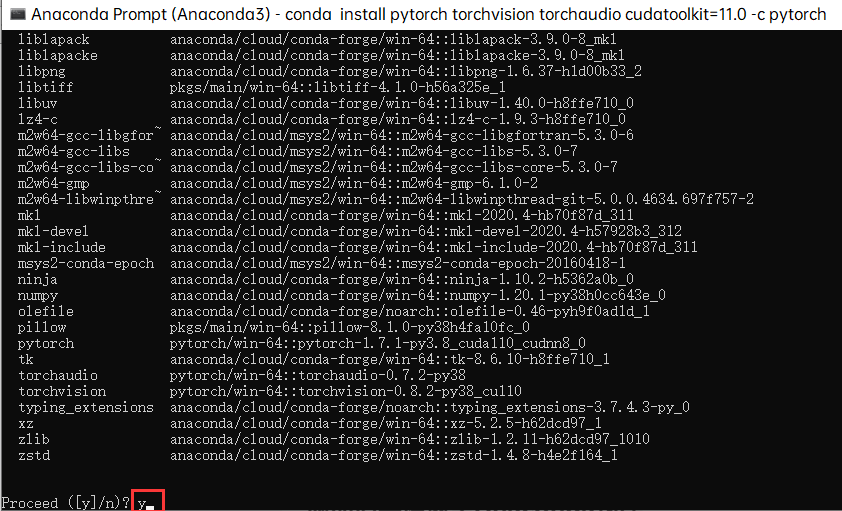 Anaconda Prompt (Anaconda3) - conda  install pytorch torchvision torchaudio cudatoolkit=11.0 -c pytorch
liblapack          anaconda/cloud/conda-forge/win-64::liblapack-3.9.0-8_mkl
liblapacke         anaconda/cloud/conda-forge/win-64::liblapacke-3.9.0-8_mkl
libpng             anaconda/cloud/conda-forge/win-64::libpng-1.6.37-h1d00b33_2
libtiff            pkgs/main/win-64::libtiff-4.1.0-h56a325e_1
libuv              anaconda/cloud/conda-forge/win-64::libuv-1.40.0-h8ffe710_0
lz4-c              anaconda/cloud/conda-forge/win-64::lz4-c-1.9.3-h8ffe710_0
m2w64-gcc-libgfor~ anaconda/cloud/msys2/win-64::m2w64-gcc-libgfortran-5.3.0-6
m2w64-gcc-libs     anaconda/cloud/msys2/win-64::m2w64-gcc-libs-5.3.0-7
m2w64-gcc-libs-co~ anaconda/cloud/msys2/win-64::m2w64-gcc-libs-core-5.3.0-7
m2w64-gmp          anaconda/cloud/msys2/win-64::m2w64-gmp-6.1.0-2
m2w64-libwinpthre~ anaconda/cloud/msys2/win-64::m2w64-libwinpthread-git-5.0.0.4634.697f757-2
mkl                anaconda/cloud/conda-forge/win-64::mkl-2020.4-hb70f87d_311
mkl-devel          anaconda/cloud/conda-forge/win-64::mkl-devel-2020.4-h57928b3_312
mkl-include        anaconda/cloud/conda-forge/win-64::mkl-include-2020.4-hb70f87d_311
msys2-conda-epoch  anaconda/cloud/msys2/win-64::msys2-conda-epoch-20160418-1
ninja              anaconda/cloud/conda-forge/win-64::ninja-1.10.2-h5362a0b_0
numpy              anaconda/cloud/conda-forge/win-64::numpy-1.20.1-py38h0cc643e_0
olefile            anaconda/cloud/conda-forge/noarch::olefile-0.46-pyh9f0ad1d_1
pillow             pkgs/main/win-64::pillow-8.1.0-py38h4fa10fc_0
pytorch            pytorch/win-64::pytorch-1.7.1-py3.8_cuda110_cudnn8_0
tk                 anaconda/cloud/conda-forge/win-64::tk-8.6.10-h8ffe710_1
torchaudio         pytorch/win-64::torchaudio-0.7.2-py38
torchvision        pytorch/win-64::torchvision-0.8.2-py38_cu110
typing_extensions  anaconda/cloud/conda-forge/noarch::typing_extensions-3.7.4.3-py_0
xz                 anaconda/cloud/conda-forge/win-64::xz-5.2.5-h62dcd97_1
zlib               anaconda/cloud/conda-forge/win-64::zlib-1.2.11-h62dcd97_1010
zstd               anaconda/cloud/conda-forge/win-64::zstd-1.4.8-h4e2f164_1
Proceed ([y]/n)? y